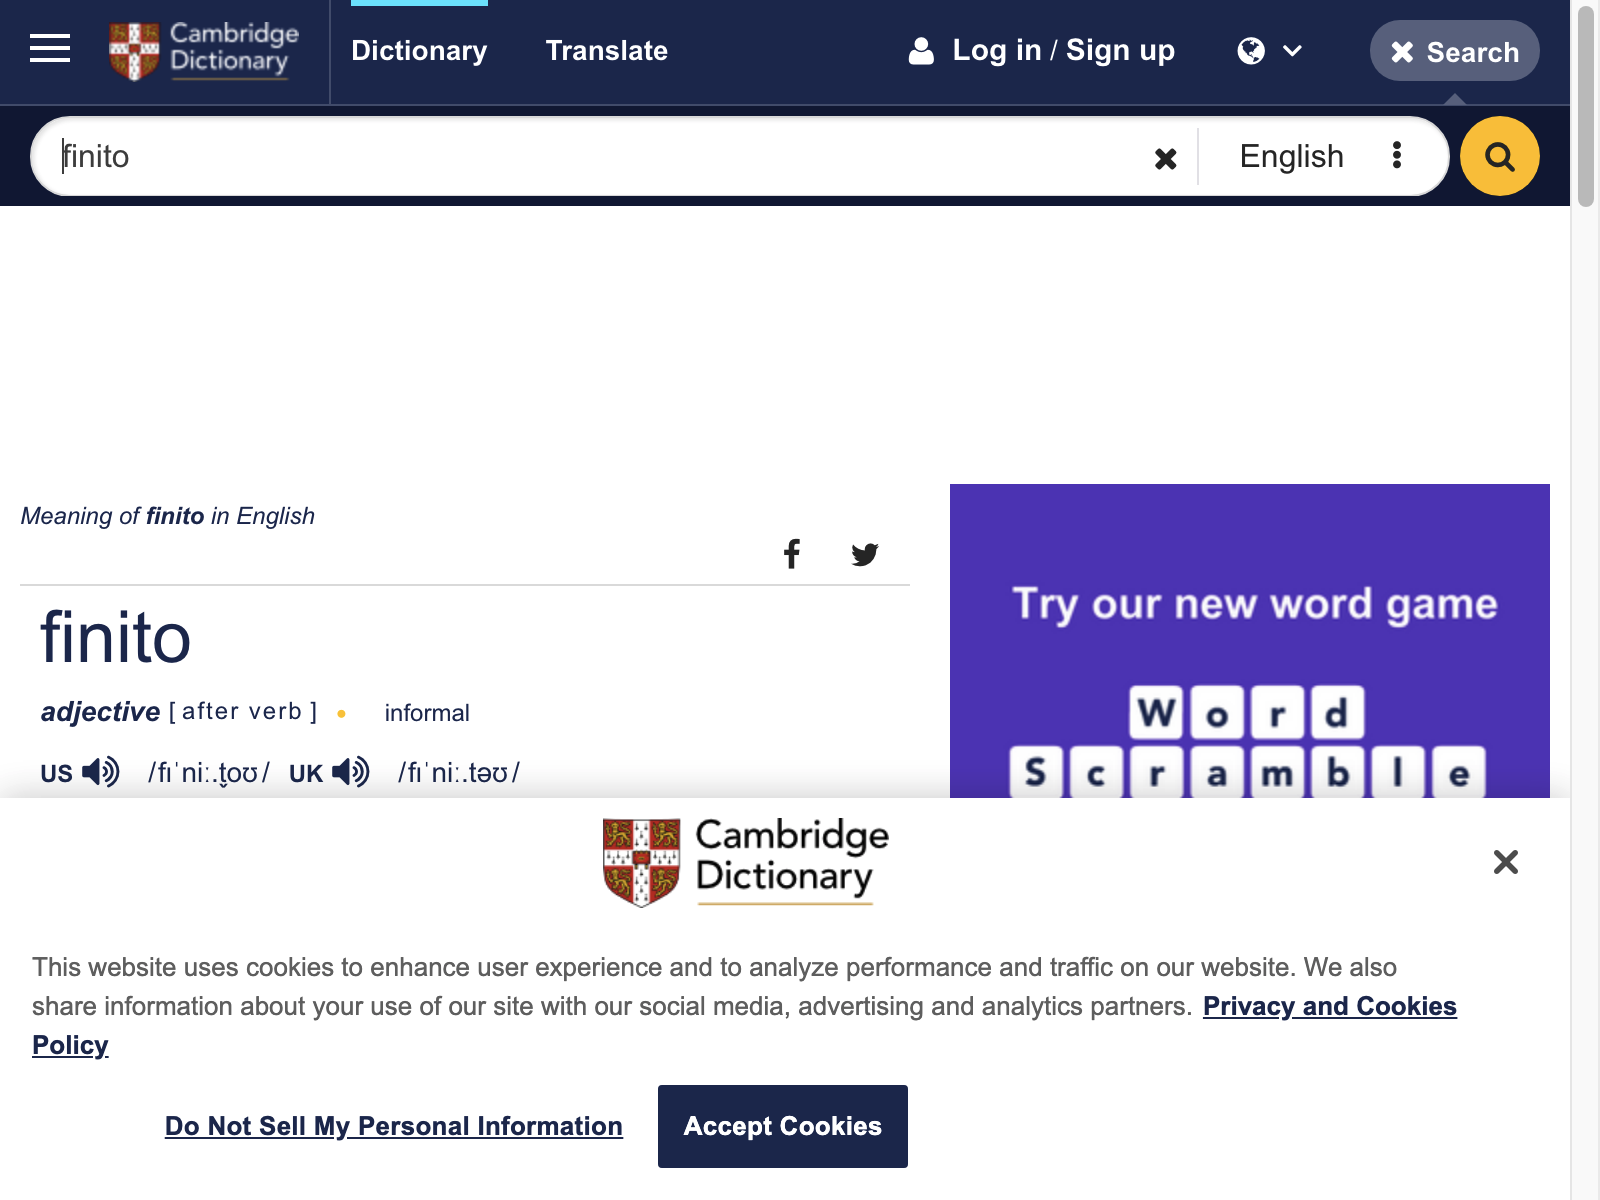 Cambridge
Dictionary
Dictionary
Translate
Log in / Sign up
Search
finito
English
Meaning of finito in English
finito
adjective [ after verb ] • informal
US /fɪˈniː.t̬oʊ/ UK /fɪˈniː.təʊ/
Try our new word game
Word
Scramble
Cambridge
Dictionary
This website uses cookies to enhance user experience and to analyze performance and traffic on our website. We also
share information about your use of our site with our social media, advertising and analytics partners. Privacy and Cookies
Policy
Do Not Sell My Personal Information
Accept Cookies